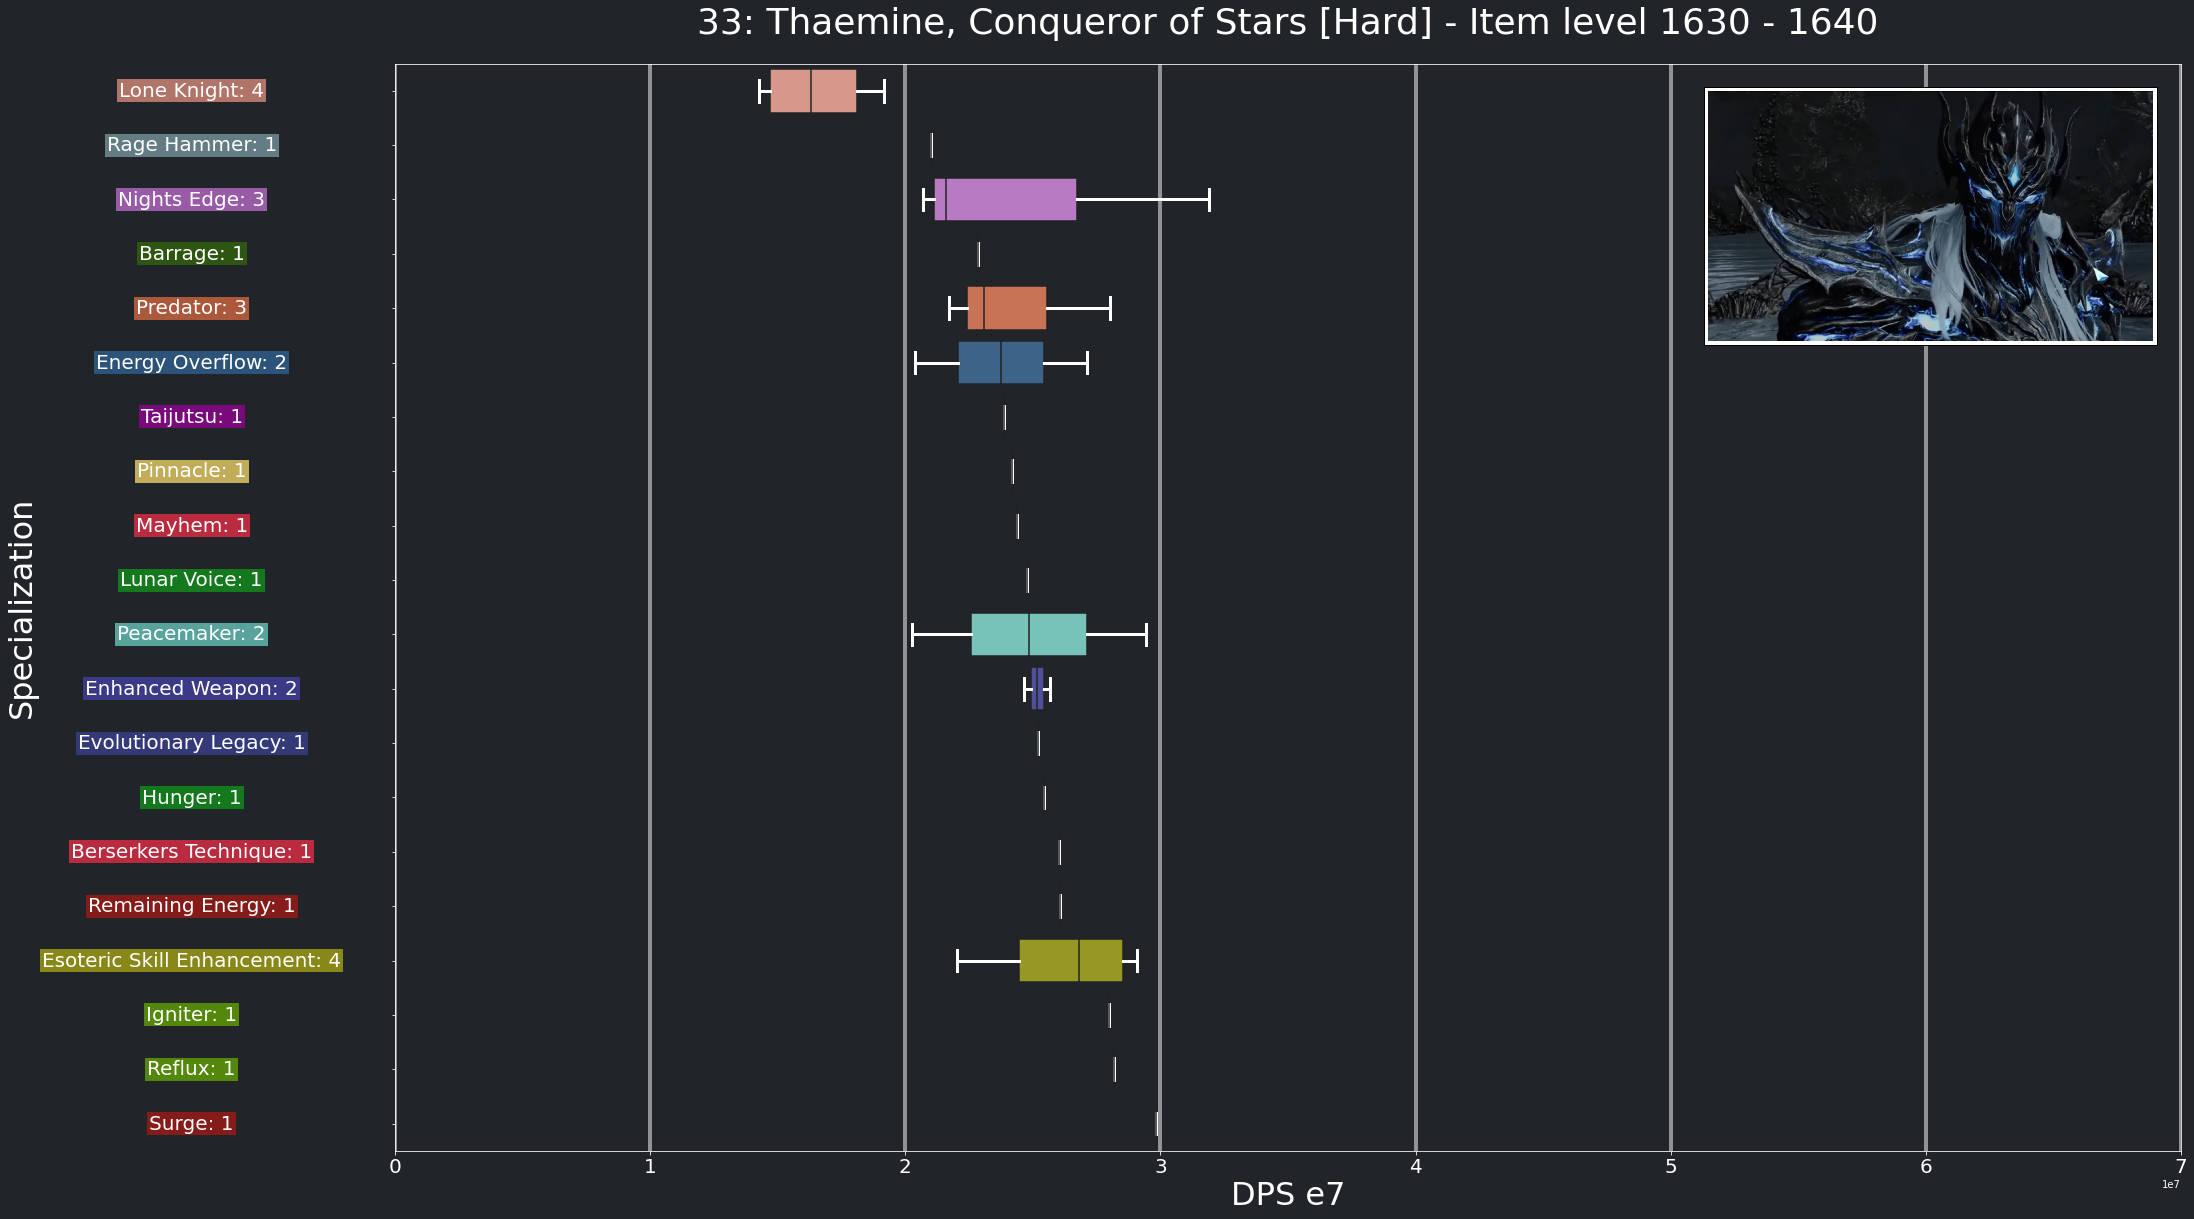 33: Thaemine, Conqueror of Stars [Hard] - Item level 1630 - 1640
Specialization
Lone Knight: 4
Rage Hammer: 1
Nights Edge: 3
Barrage: 1
Predator: 3
Energy Overflow: 2
Taijutsu: 1
Pinnacle: 1
Mayhem: 1
Lunar Voice: 1
Peacemaker: 2
Enhanced Weapon: 2
Evolutionary Legacy: 1
Hunger: 1
Berserkers Technique: 1
Remaining Energy: 1
Esoteric Skill Enhancement: 4
Igniter: 1
Reflux: 1
Surge: 1
0 1 2 3 4 5 6 7
1e7
DPS e7